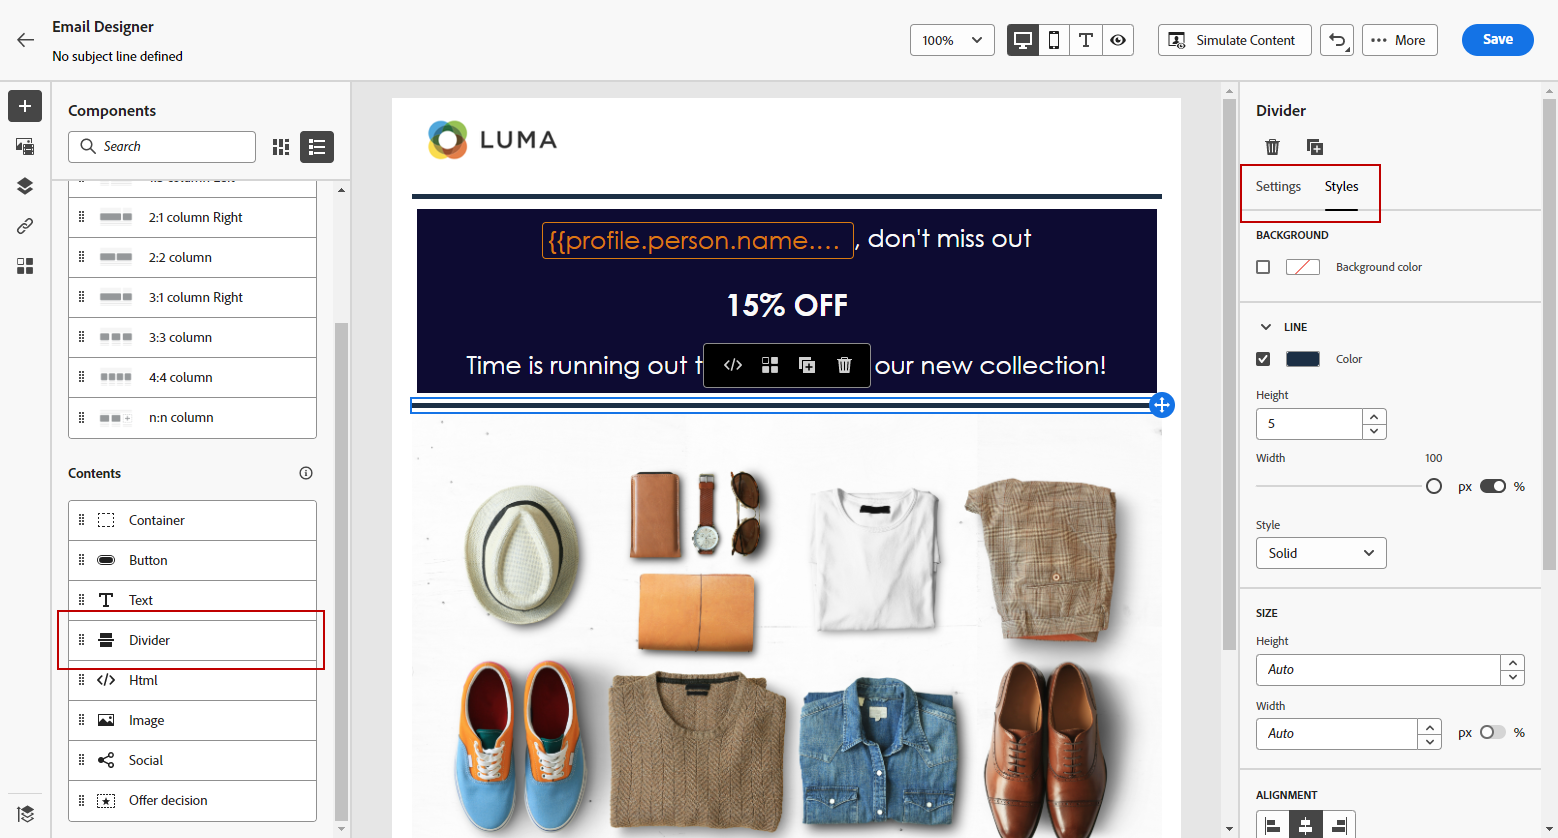 Email Designer
No subject line defined
100%
Simulate Content
More
Save
Components
Search
2:1 column Right
2:2 column
3:1 column Right
3:3 column
4:4 column
n:n column
Contents
Container
Button
Text
Divider
Html
Image
Social
Offer decision
LUMA
{{profile.person.name.... , don't miss out
15% OFF
Time is running out t our new collection!
Divider
Settings Styles
BACKGROUND
Background color
LINE
Color
Height
5
Width 100
px %
Style
Solid
SIZE
Height
Auto
Width
Auto px %
ALIGNMENT